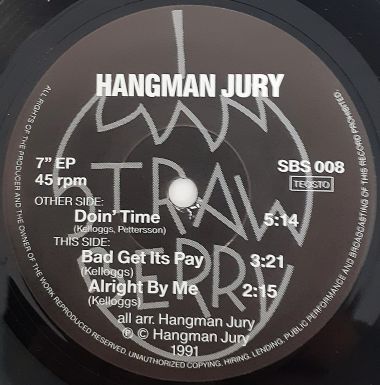 HANGMAN JURY
7" EP
45 rpm
SBS 008
TEOSTO
OTHER SIDE:
Doin' Time 5:14
(Kelloggs, Pettersson)
THIS SIDE:
Bad Get Its Pay 3:21
(Kelloggs)
Alright By Me 2:15
(Kelloggs)
all arr. Hangman Jury
℗ © Hangman Jury
1991
STRAW
BERRY
ALL RIGHTS OF THE PRODUCER AND THE OWNER OF THE WORK REPRODUCED RESERVED. UNAUTHORIZED COPYING, HIRING, LENDING, PUBLIC PERFORMANCE AND BROADCASTING OF THIS RECORD PROHIBITED.